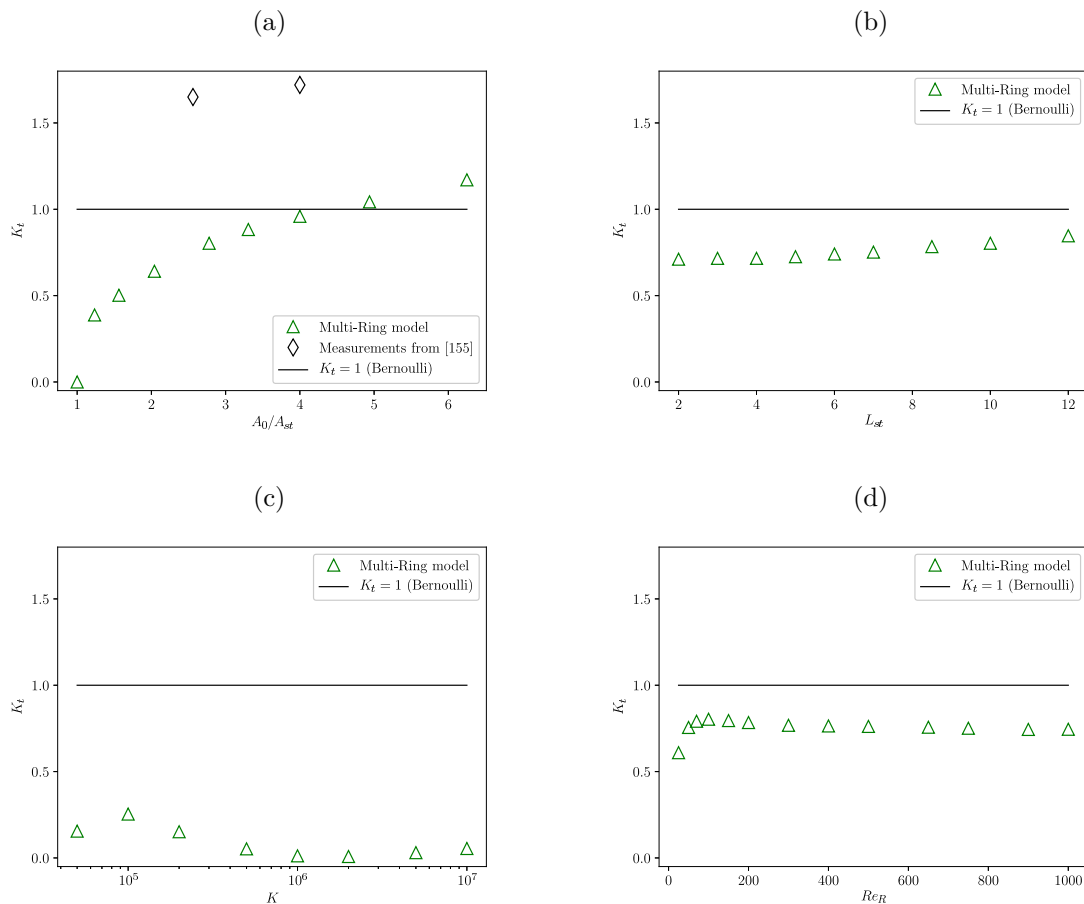 (a)
1.5
1.0
0.5
0.0
K_t
Multi-Ring model
Measurements from [155]
K_t = 1 (Bernoulli)
1 2 3 4 5 6
A_0/A_{st}
(b)
1.5
1.0
0.5
0.0
K_t
Multi-Ring model
K_t = 1 (Bernoulli)
2 4 6 8 10 12
L_{st}
(c)
1.5
1.0
0.5
0.0
K_t
Multi-Ring model
K_t = 1 (Bernoulli)
10^5 10^6 10^7
K
(d)
1.5
1.0
0.5
0.0
K_t
Multi-Ring model
K_t = 1 (Bernoulli)
0 200 400 600 800 1000
Re_R